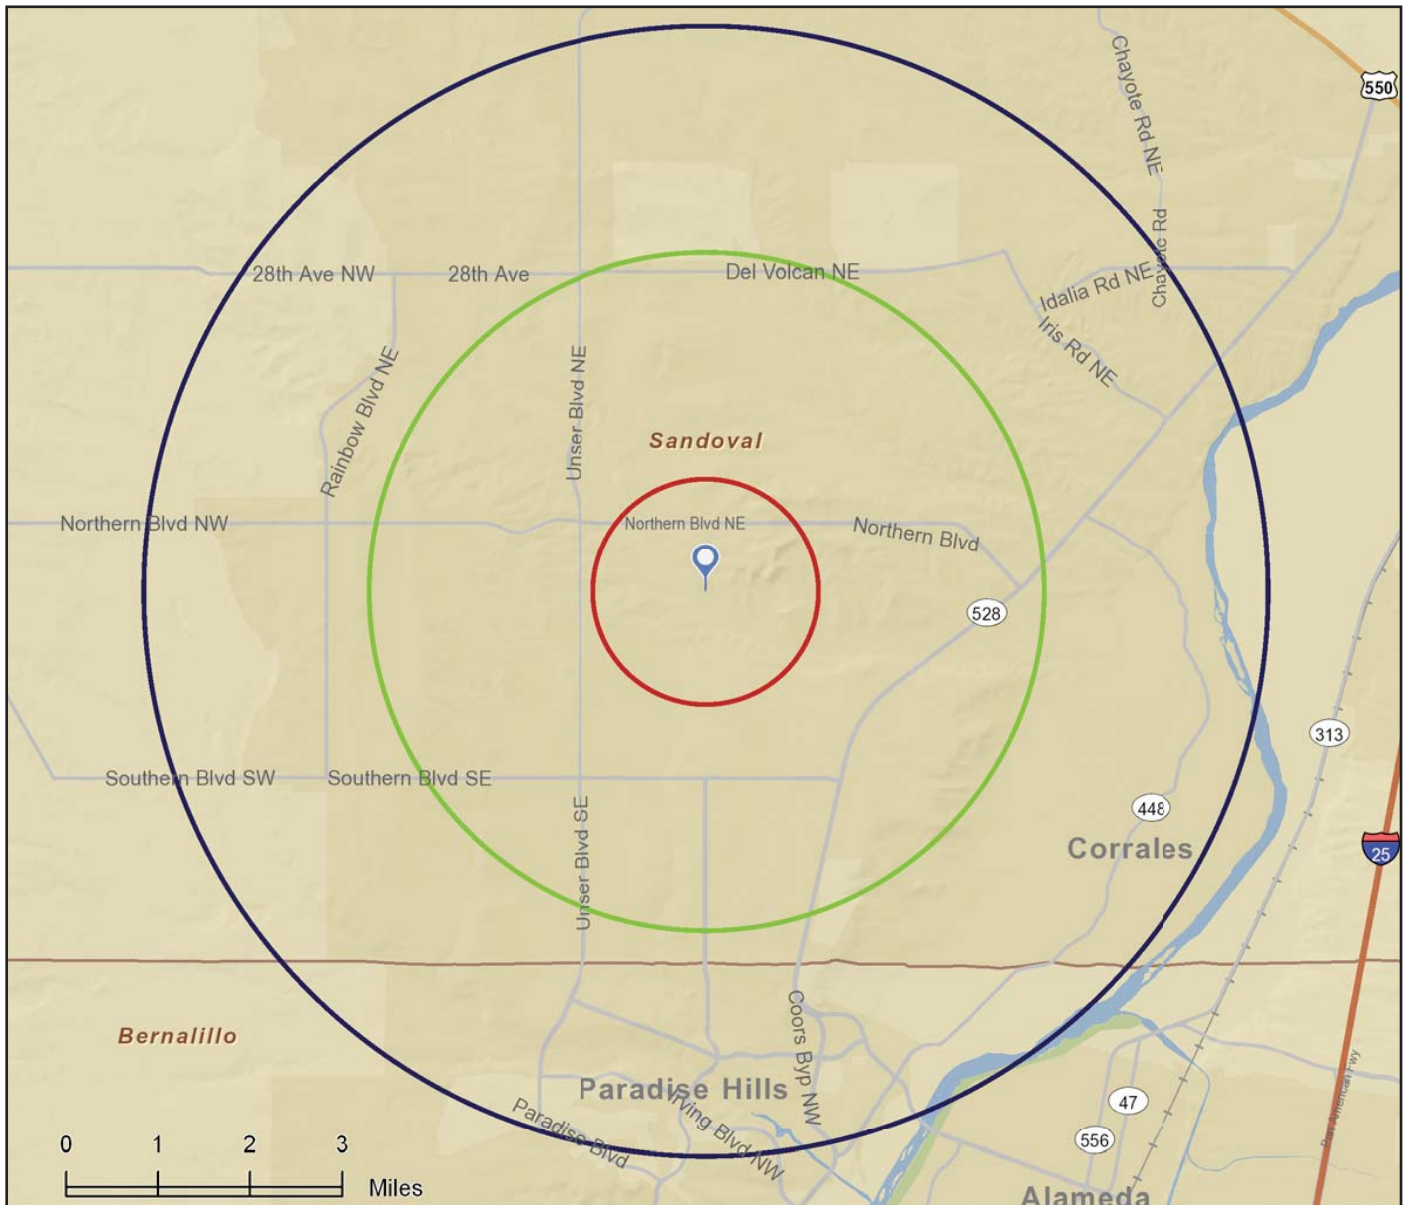 Chayote Rd NE
550
Chayote Rd
28th Ave NW
28th Ave
Del Volcan NE
Idalia Rd NE
Iris Rd NE
Rainbow Blvd NE
Unser Blvd NE
Sandoval
Northern Blvd NW
Northern Blvd NE
Northern Blvd
528
313
Southern Blvd SW
Southern Blvd SE
448
Corrales
25
Unser Blvd SE
Bernalillo
Coors Byp NW
Paradise Hills
Irving Blvd NW
Paradise Blvd
47
556
Pan American Fwy
Alameda
0 1 2 3
Miles